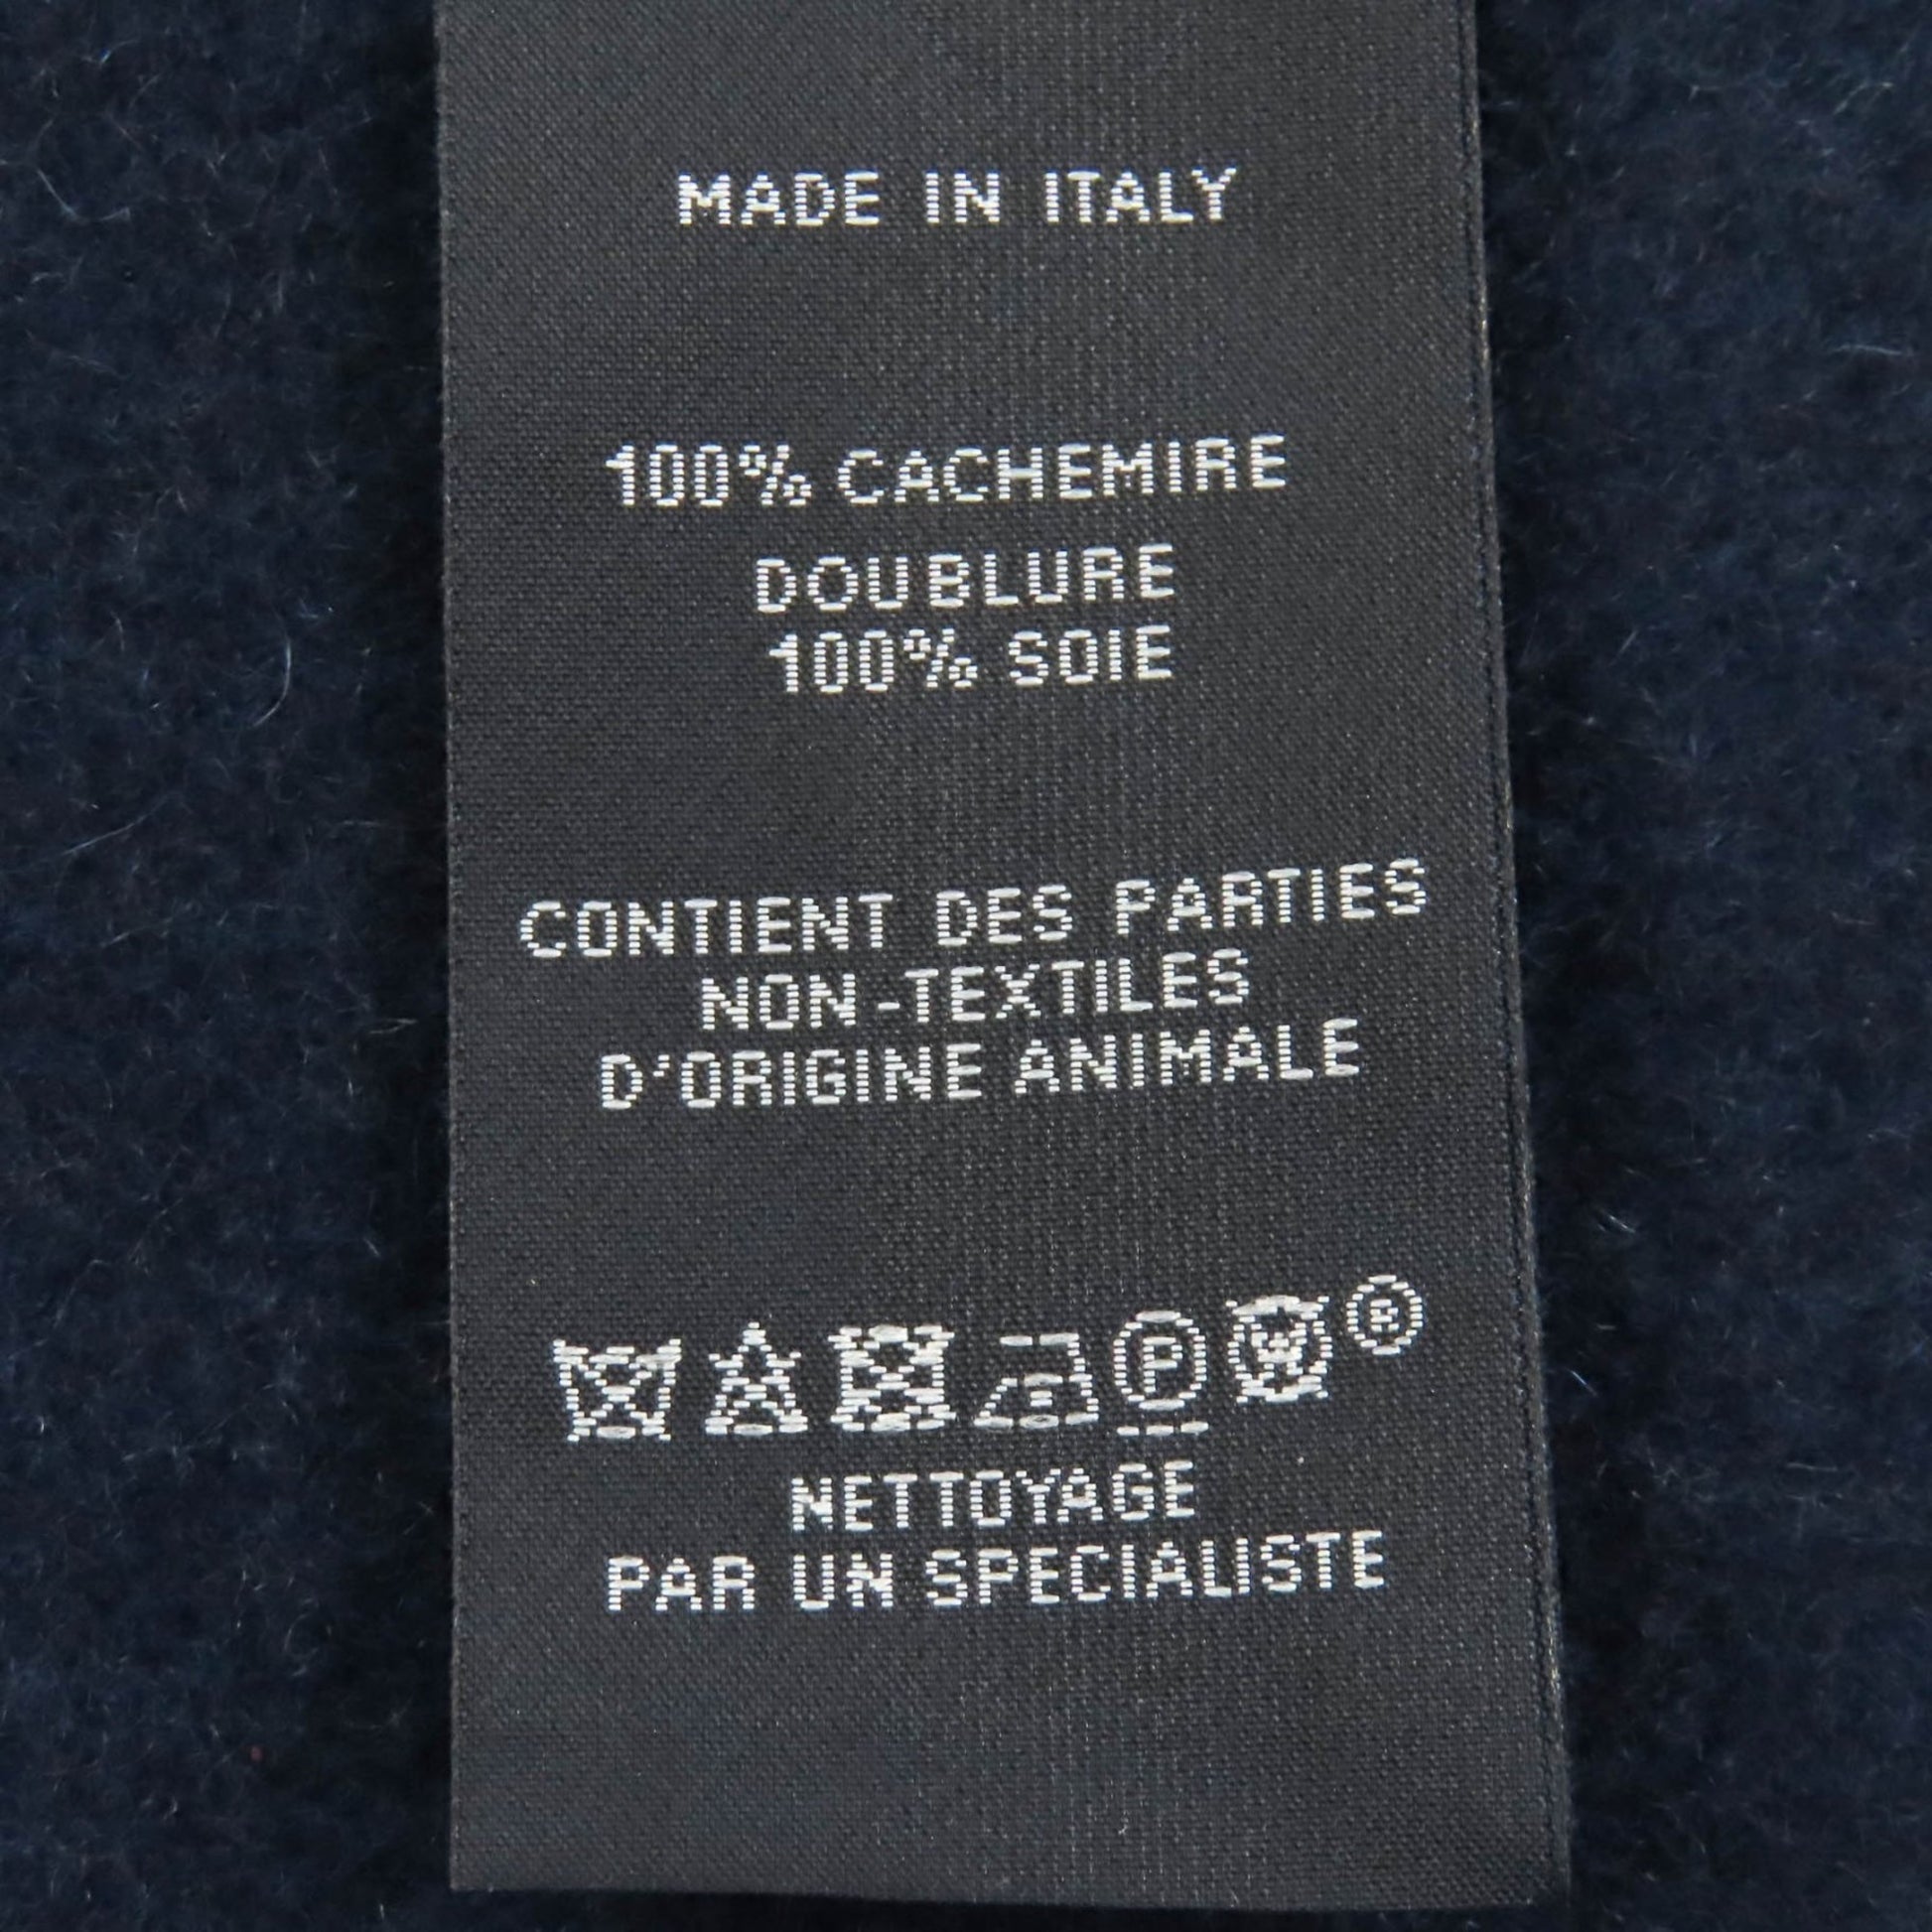 MADE IN ITALY
100% CACHEMIRE
DOUBLURE
100% SOIE
CONTIENT DES PARTIES
NON-TEXTILES
D'ORIGINE ANIMALE
P W ®
NETTOYAGE
PAR UN SPECIALISTE